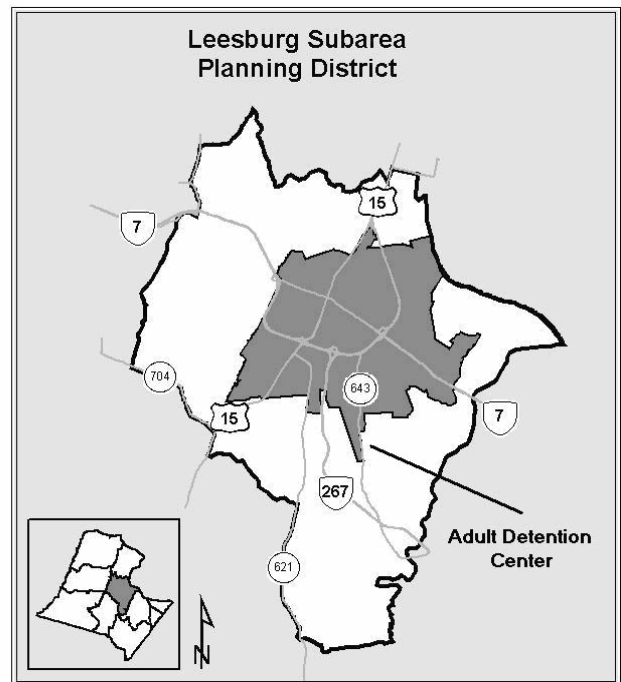 Leesburg Subarea
Planning District
15
7
704
643
15
7
267
Adult Detention
Center
621
N